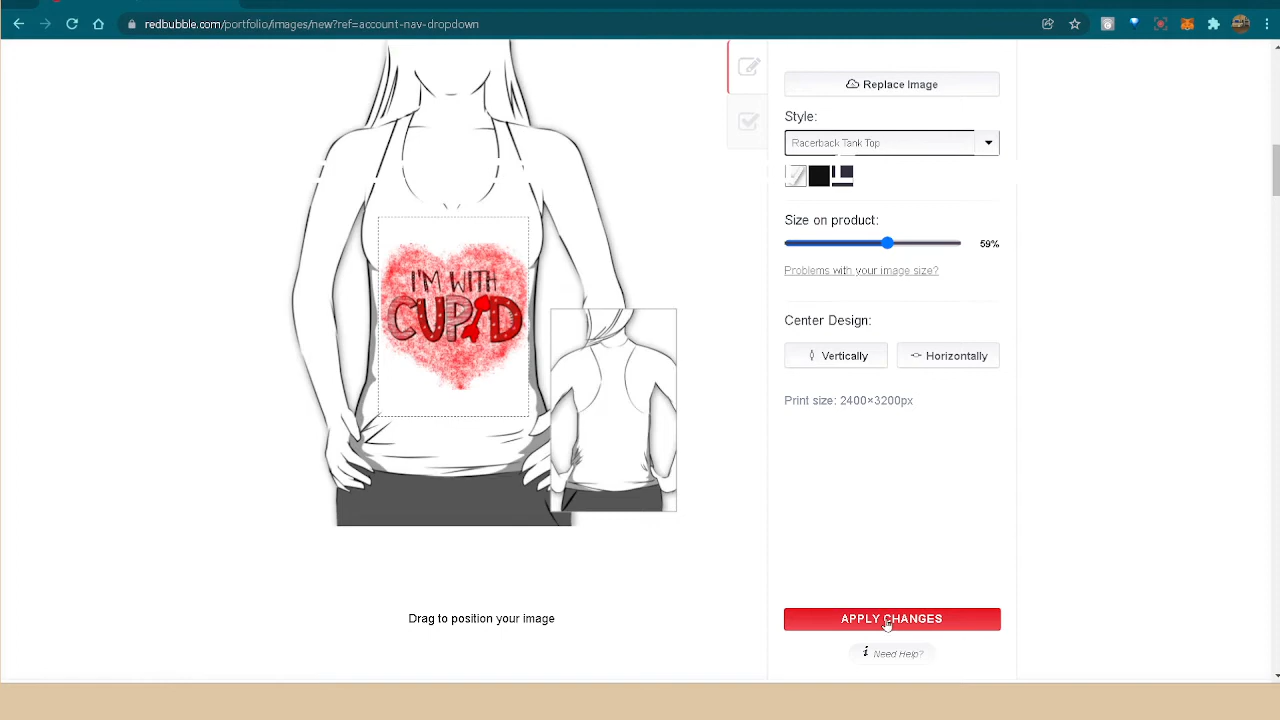 redbubble.com/portfolio/images/new?ref=account-nav-dropdown
Replace Image
Style:
Racerback Tank Top
Size on product:
59%
Problems with your image size?
Center Design:
Vertically
Horizontally
Print size: 2400×3200px
I'M WITH
CUPID
Drag to position your image
APPLY CHANGES
Need Help?